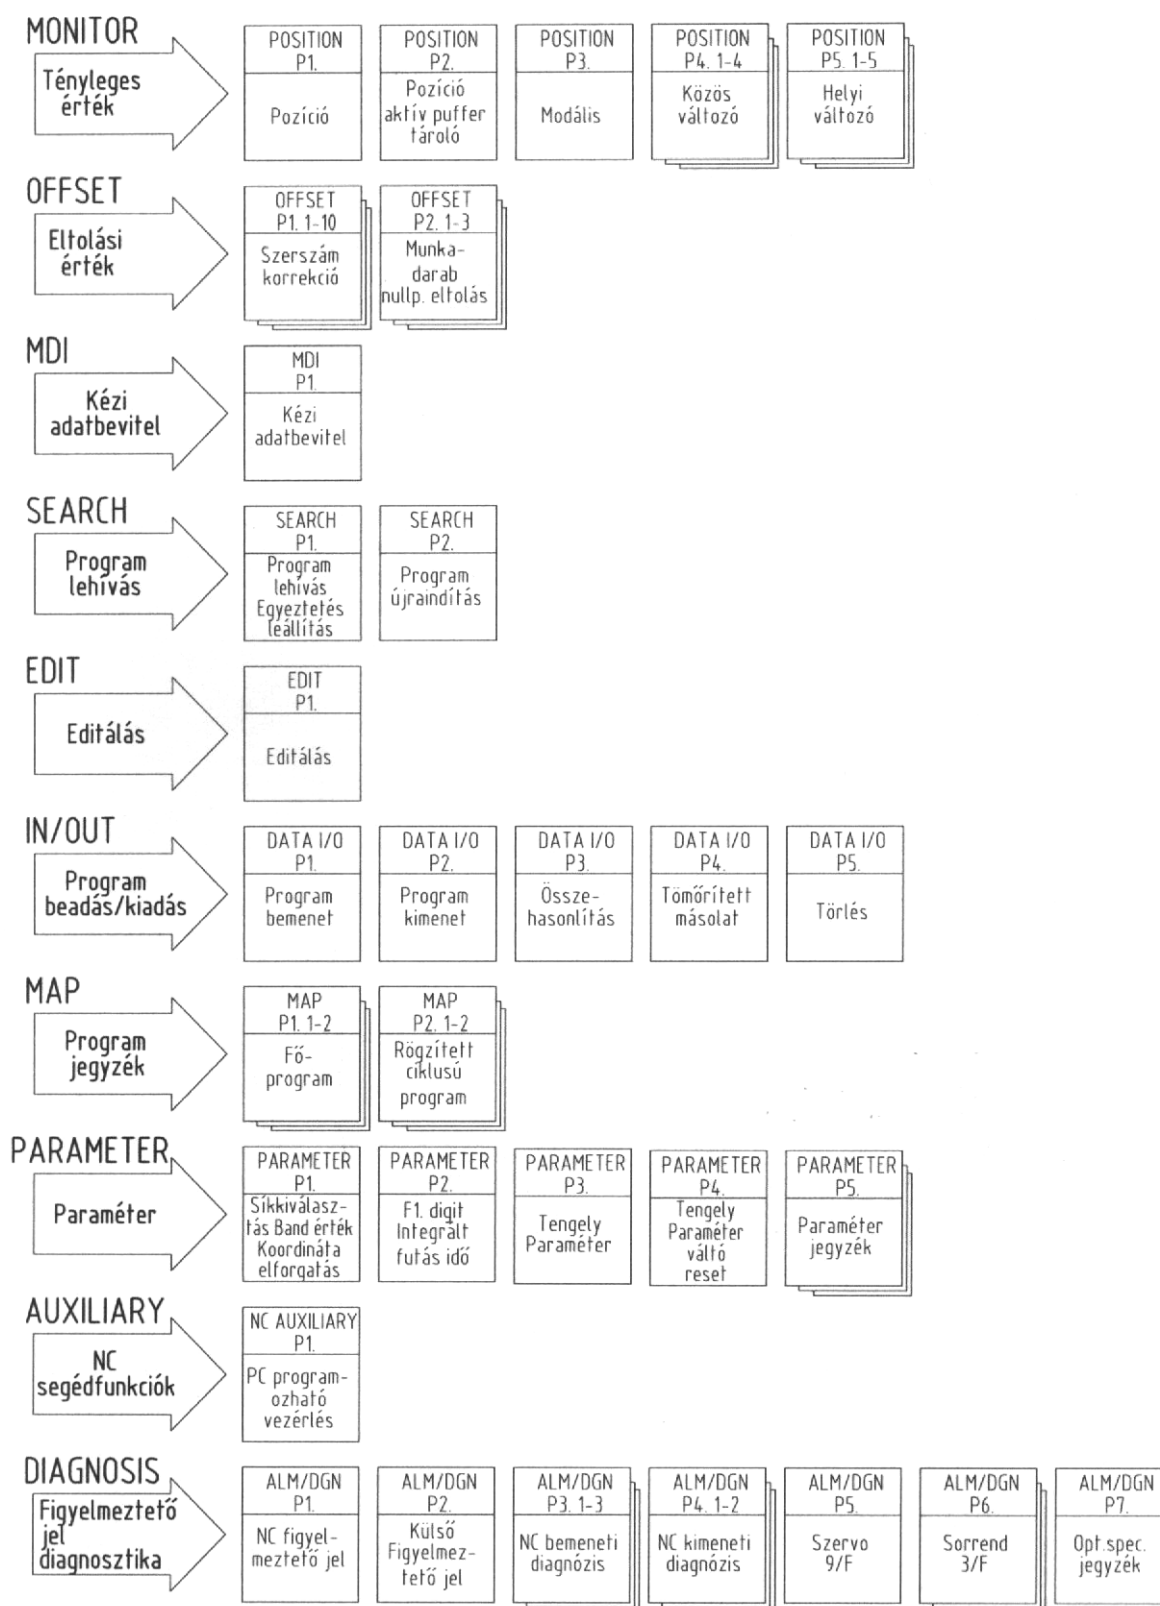 MONITOR
Tényleges
érték
POSITION
P1.
Pozíció
POSITION
P2.
Pozíció
aktív puffer
tároló
POSITION
P3.
Modális
POSITION
P4. 1-4
Közös
változó
POSITION
P5. 1-5
Helyi
változó
OFFSET
Eltolási
érték
OFFSET
P1. 1-10
Szerszám
korrekció
OFFSET
P2. 1-3
Munka-
darab
nullp. eltolás
MDI
Kézi
adatbevitel
MDI
P1.
Kézi
adatbevitel
SEARCH
Program
lehívás
SEARCH
P1.
Program
lehívás
Egyeztetés
leállítás
SEARCH
P2.
Program
újraindítás
EDIT
Editálás
EDIT
P1.
Editálás
IN/OUT
Program
beadás/kiadás
DATA I/O
P1.
Program
bemenet
DATA I/O
P2.
Program
kimenet
DATA I/O
P3.
Össze-
hasonlítás
DATA I/O
P4.
Tömőrített
másolat
DATA I/O
P5.
Törlés
MAP
Program
jegyzék
MAP
P1. 1-2
Fő-
program
MAP
P2. 1-2
Rögzített
ciklusú
program
PARAMETER
Paraméter
PARAMETER
P1.
Síkkiválasz-
tás Band érték
Koordináta
elforgatás
PARAMETER
P2.
F1. digit
Integrált
futás idő
PARAMETER
P3.
Tengely
Paraméter
PARAMETER
P4.
Tengely
Paraméter
váltó
reset
PARAMETER
P5.
Paraméter
jegyzék
AUXILIARY
NC
segédfunkciók
NC AUXILIARY
P1.
PC program-
ozható
vezérlés
DIAGNOSIS
Figyelmeztető
jel
diagnosztika
ALM/DGN
P1.
NC figyel-
meztető jel
ALM/DGN
P2.
Külső
Figyelmez-
tető jel
ALM/DGN
P3. 1-3
NC bemeneti
diagnózis
ALM/DGN
P4. 1-2
NC kimeneti
diagnózis
ALM/DGN
P5.
Szervo
9/F
ALM/DGN
P6.
Sorrend
3/F
ALM/DGN
P7.
Opt.spec.
jegyzék